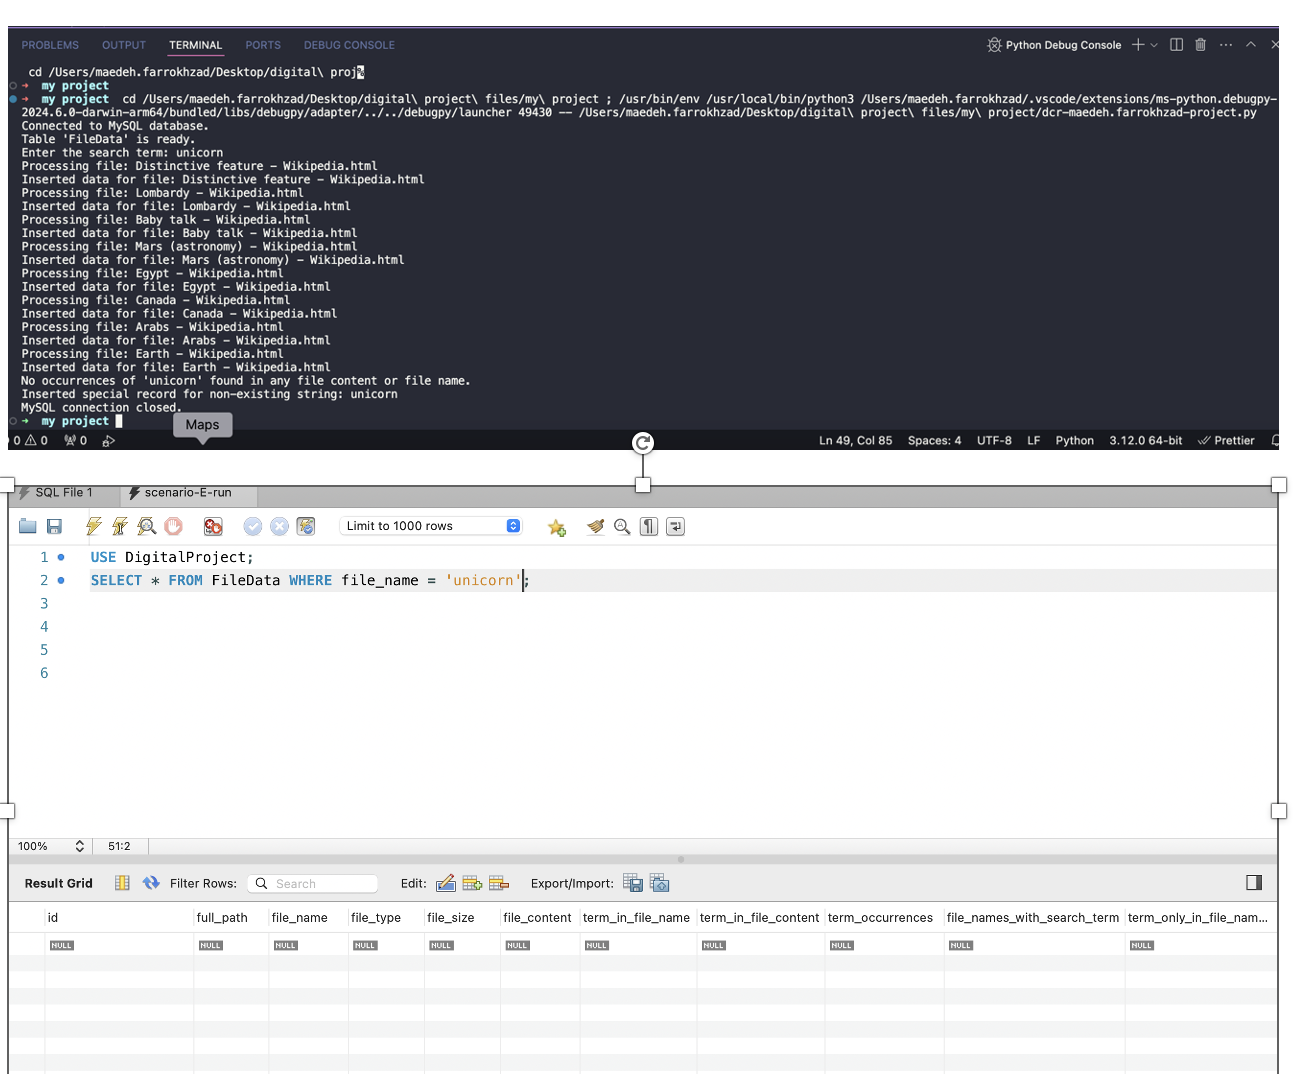 PROBLEMS OUTPUT TERMINAL PORTS DEBUG CONSOLE Python Debug Console
cd /Users/maedeh.farrokhzad/Desktop/digital\ proj%
my project
my project cd /Users/maedeh.farrokhzad/Desktop/digital\ project\ files/my\ project ; /usr/bin/env /usr/local/bin/python3 /Users/maedeh.farrokhzad/.vscode/extensions/ms-python.debugpy-
2024.6.0-darwin-arm64/bundled/libs/debugpy/adapter/../../debugpy/launcher 49430 -- /Users/maedeh.farrokhzad/Desktop/digital\ project\ files/my\ project/dcr-maedeh.farrokhzad-project.py
Connected to MySQL database.
Table 'FileData' is ready.
Enter the search term: unicorn
Processing file: Distinctive feature - Wikipedia.html
Inserted data for file: Distinctive feature - Wikipedia.html
Processing file: Lombardy - Wikipedia.html
Inserted data for file: Lombardy - Wikipedia.html
Processing file: Baby talk - Wikipedia.html
Inserted data for file: Baby talk - Wikipedia.html
Processing file: Mars (astronomy) - Wikipedia.html
Inserted data for file: Mars (astronomy) - Wikipedia.html
Processing file: Egypt - Wikipedia.html
Inserted data for file: Egypt - Wikipedia.html
Processing file: Canada - Wikipedia.html
Inserted data for file: Canada - Wikipedia.html
Processing file: Arabs - Wikipedia.html
Inserted data for file: Arabs - Wikipedia.html
Processing file: Earth - Wikipedia.html
Inserted data for file: Earth - Wikipedia.html
No occurrences of 'unicorn' found in any file content or file name.
Inserted special record for non-existing string: unicorn
MySQL connection closed.
my project
Maps
0 0 0 Ln 49, Col 85 Spaces: 4 UTF-8 LF Python 3.12.0 64-bit Prettier
SQL File 1 scenario-E-run
Limit to 1000 rows
1 USE DigitalProject;
2 SELECT * FROM FileData WHERE file_name = 'unicorn';
3
4
5
6
100% 51:2
Result Grid Filter Rows: Search Edit: Export/Import:
id full_path file_name file_type file_size file_content term_in_file_name term_in_file_content term_occurrences file_names_with_search_term term_only_in_file_nam...
NULL NULL NULL NULL NULL NULL NULL NULL NULL NULL NULL